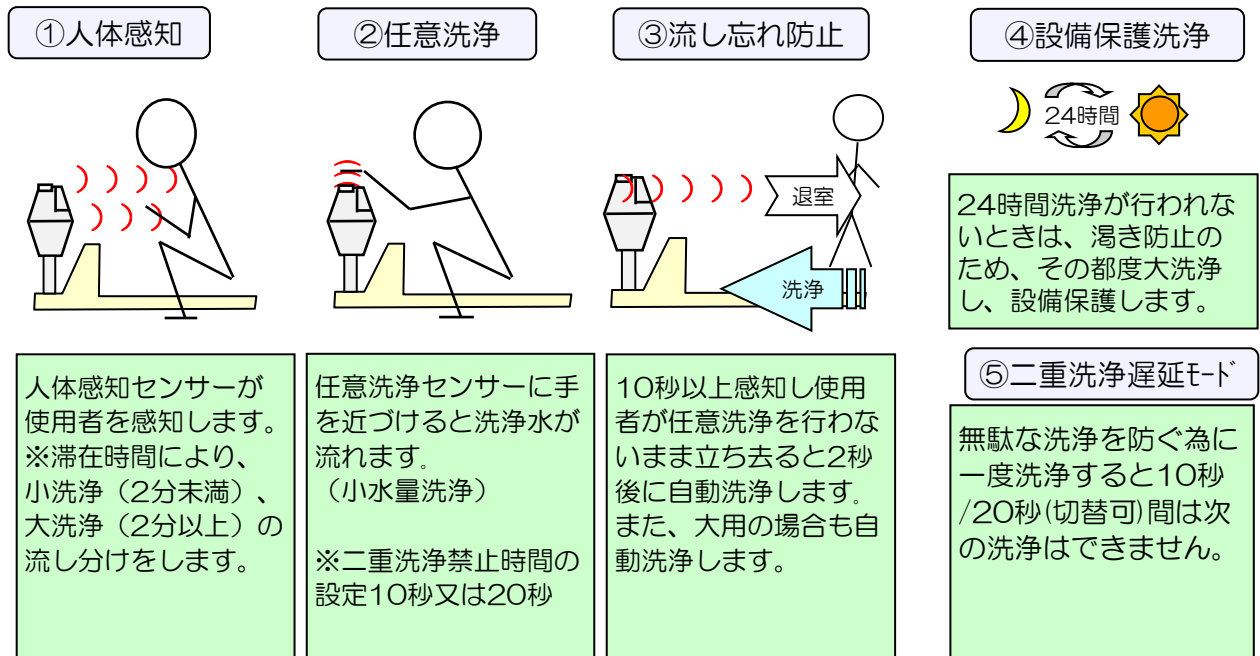 ①人体感知
②任意洗浄
③流し忘れ防止
④設備保護洗浄
24時間
退室
洗浄
人体感知センサーが
使用者を感知します。
※滞在時間により、
小洗浄（2分未満）、
大洗浄（2分以上）の
流し分けをします。
任意洗浄センサーに手
を近づけると洗浄水が
流れます.
（小水量洗浄）
※二重洗浄禁止時間の
設定10秒又は20秒
10秒以上感知し使用
者が任意洗浄を行わな
いまま立ち去ると2秒
後に自動洗浄します.
また、大用の場合も自
動洗浄します。
24時間洗浄が行われな
いときは、渇き防止の
ため、その都度大洗浄
し、設備保護します。
⑤二重洗浄遅延ﾓｰﾄﾞ
無駄な洗浄を防ぐ為に
一度洗浄すると10秒
/20秒(切替可)間は次
の洗浄はできません。